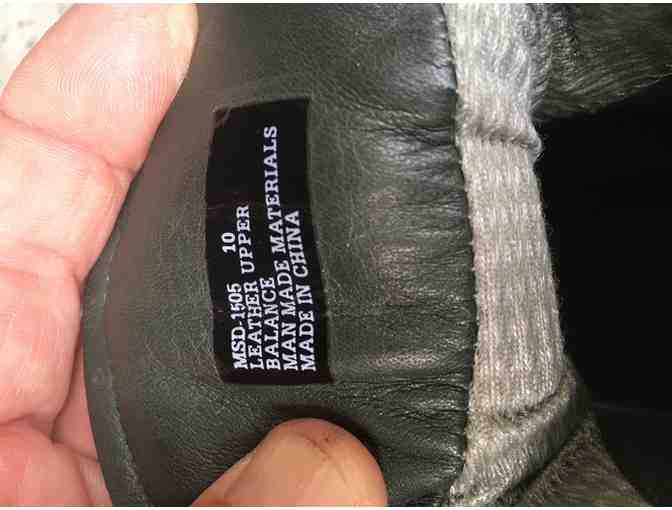 MSD-1505 10
LEATHER UPPER
BALANCE
MAN MADE MATERIALS
MADE IN CHINA